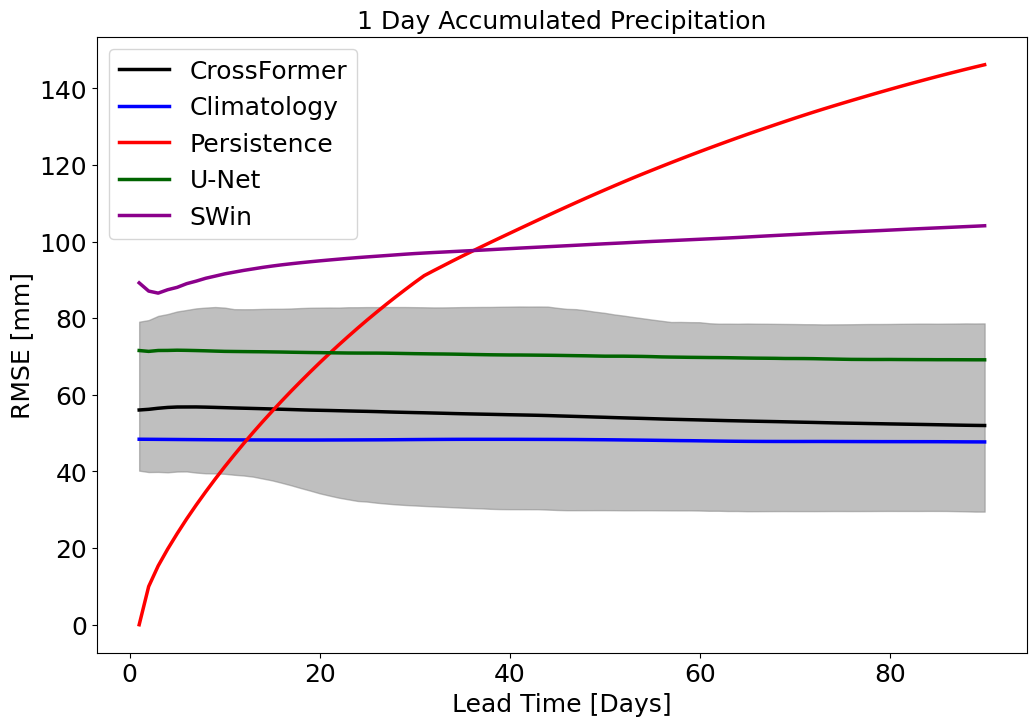 1 Day Accumulated Precipitation
CrossFormer
Climatology
Persistence
U-Net
SWin
RMSE [mm]
140
120
100
80
60
40
20
0
0 20 40 60 80
Lead Time [Days]